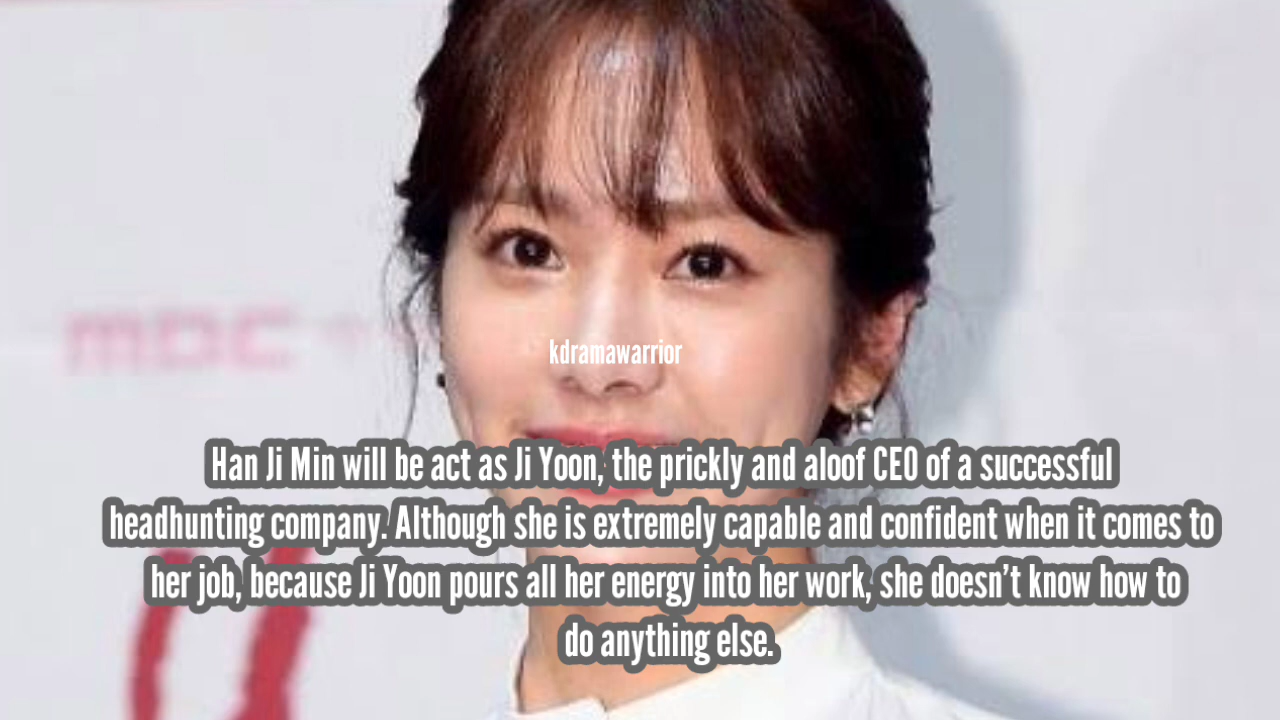 mbc
kdramawarrior
Han Ji Min will be act as Ji Yoon, the prickly and aloof CEO of a successful
headhunting company. Although she is extremely capable and confident when it comes to
her job, because Ji Yoon pours all her energy into her work, she doesn't know how to
do anything else.